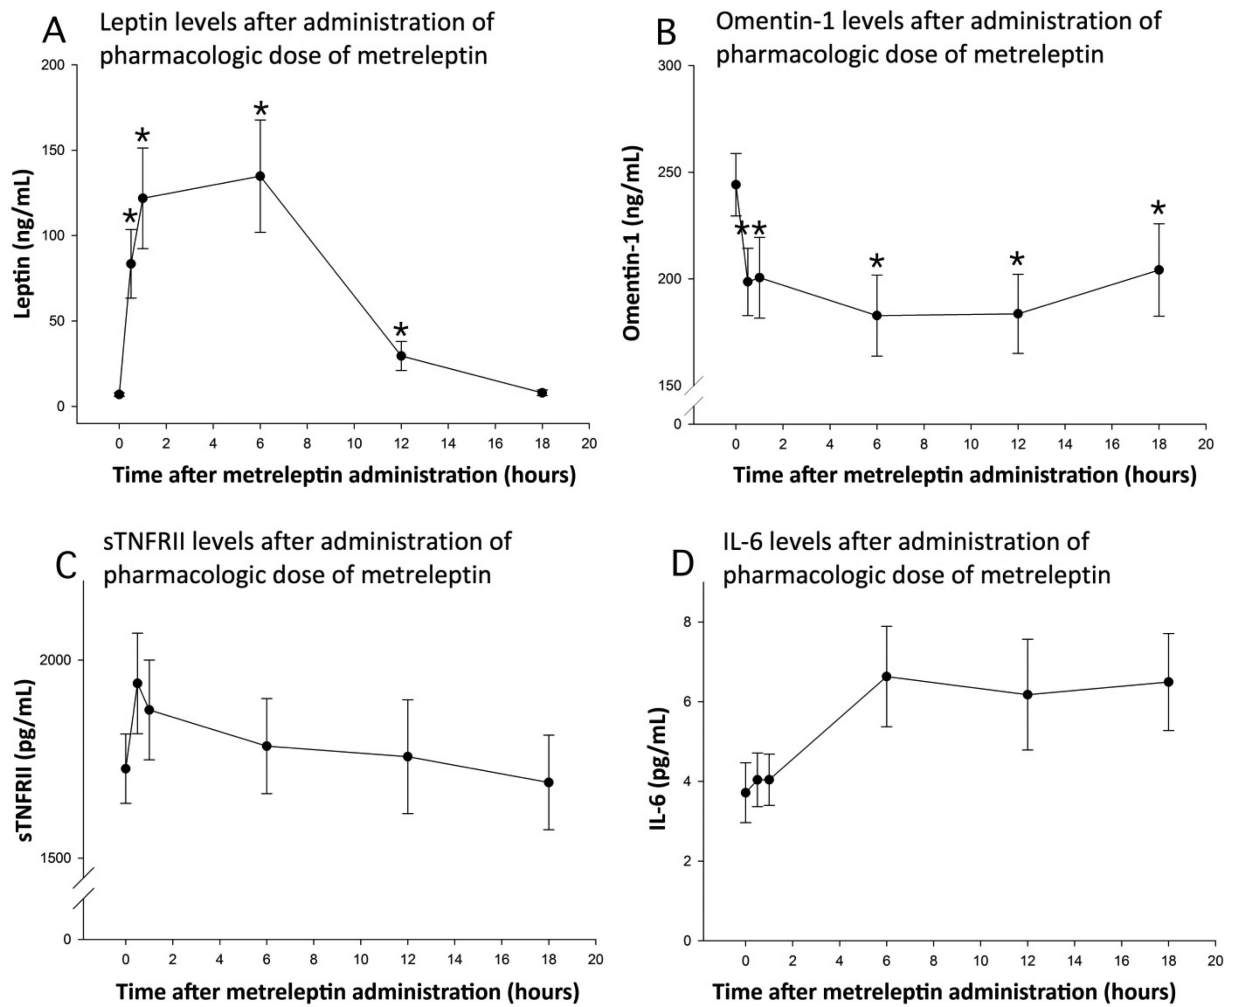 A
Leptin levels after administration of
pharmacologic dose of metreleptin
200
150
100
50
0
Leptin (ng/mL)
* * * *
0 2 4 6 8 10 12 14 16 18 20
Time after metreleptin administration (hours)
B
Omentin-1 levels after administration of
pharmacologic dose of metreleptin
300
250
200
150
0
Omentin-1 (ng/mL)
* * * * *
0 2 4 6 8 10 12 14 16 18 20
Time after metreleptin administration (hours)
C
sTNFRII levels after administration of
pharmacologic dose of metreleptin
2000
1500
0
sTNFRII (pg/mL)
0 2 4 6 8 10 12 14 16 18 20
Time after metreleptin administration (hours)
D
IL-6 levels after administration of
pharmacologic dose of metreleptin
8
6
4
2
0
IL-6 (pg/mL)
0 2 4 6 8 10 12 14 16 18 20
Time after metreleptin administration (hours)